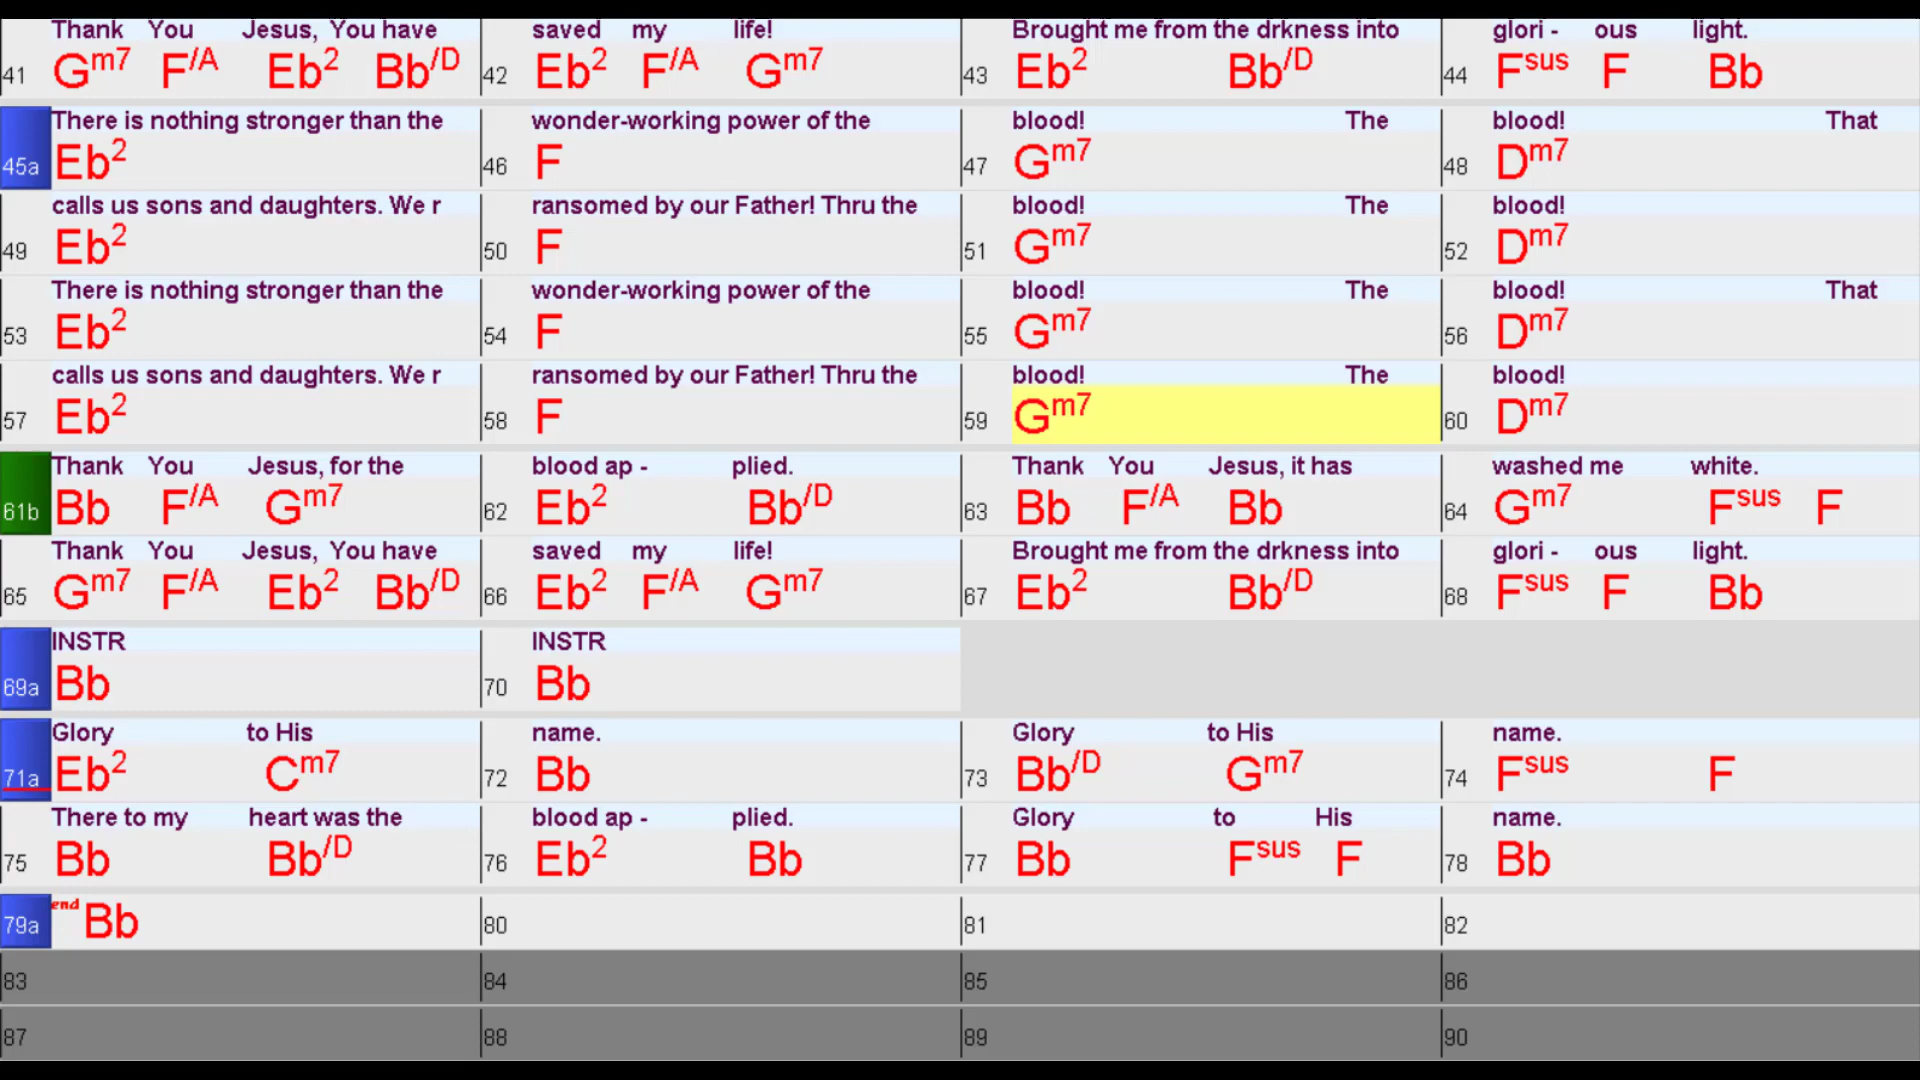 Thank You Jesus, You have saved my life! Brought me from the drkness into glori - ous light.
41 Gm7 F/A Eb2 Bb/D 42 Eb2 F/A Gm7 43 Eb2 Bb/D 44 Fsus F Bb
There is nothing stronger than the wonder-working power of the blood! The blood! That
45a Eb2 46 F 47 Gm7 48 Dm7
calls us sons and daughters. We r ransomed by our Father! Thru the blood! The blood!
49 Eb2 50 F 51 Gm7 52 Dm7
There is nothing stronger than the wonder-working power of the blood! The blood! That
53 Eb2 54 F 55 Gm7 56 Dm7
calls us sons and daughters. We r ransomed by our Father! Thru the blood! The blood!
57 Eb2 58 F 59 Gm7 60 Dm7
Thank You Jesus, for the blood ap - plied. Thank You Jesus, it has washed me white.
61b Bb F/A Gm7 62 Eb2 Bb/D 63 Bb F/A Bb 64 Gm7 Fsus F
Thank You Jesus, You have saved my life! Brought me from the drkness into glori - ous light.
65 Gm7 F/A Eb2 Bb/D 66 Eb2 F/A Gm7 67 Eb2 Bb/D 68 Fsus F Bb
INSTR INSTR
69a Bb 70 Bb
Glory to His name. Glory to His name.
71a Eb2 Cm7 72 Bb 73 Bb/D Gm7 74 Fsus F
There to my heart was the blood ap - plied. Glory to His name.
75 Bb Bb/D 76 Eb2 Bb 77 Bb Fsus F 78 Bb
79a end Bb 80 81 82
83 84 85 86
87 88 89 90